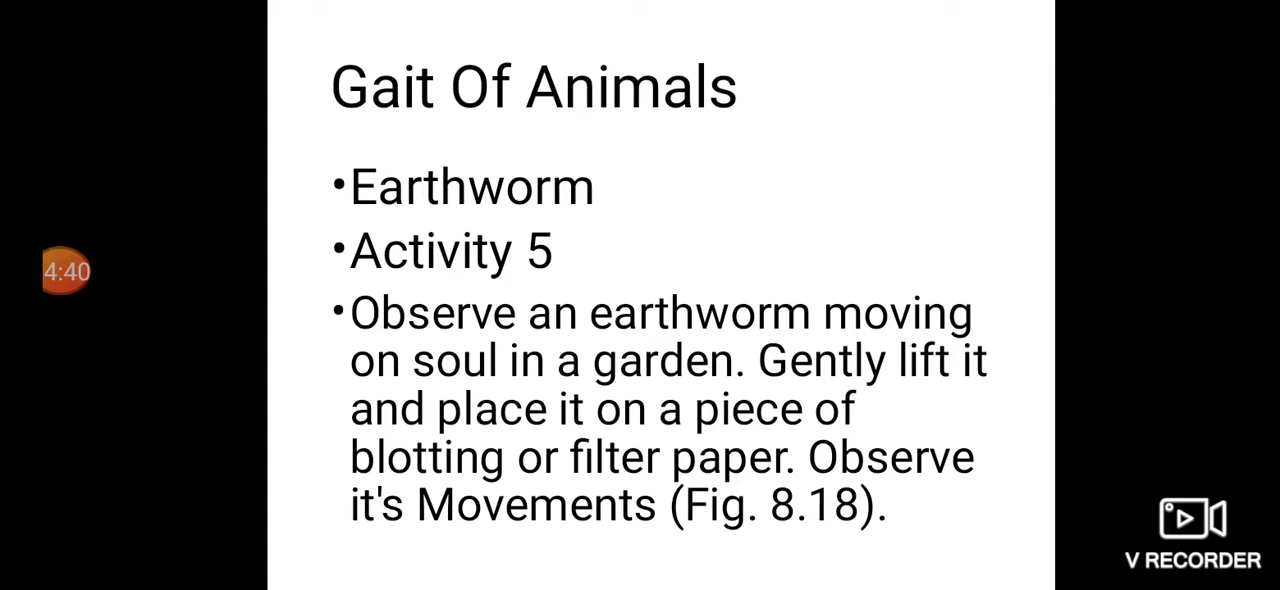 Gait Of Animals
•Earthworm
•Activity 5
•Observe an earthworm moving
on soul in a garden. Gently lift it
and place it on a piece of
blotting or filter paper. Observe
it's Movements (Fig. 8.18).
4:40
V RECORDER